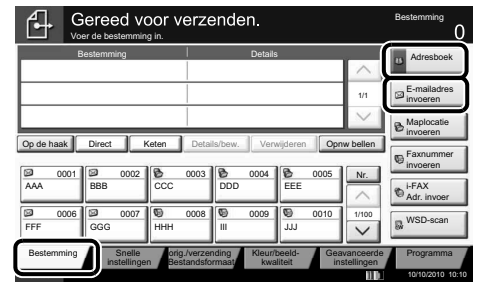 Gereed voor verzenden.
Voer de bestemming in.
Bestemming
0
Bestemming Details
1/1
Adresboek
E-mailadres
invoeren
Maplocatie
invoeren
Faxnummer
invoeren
i-FAX
Adr. invoer
WSD-scan
Op de haak Direct Keten Details/bew. Verwijderen Opnw bellen
0001 0002 0003 0004 0005 Nr.
AAA BBB CCC DDD EEE
0006 0007 0008 0009 0010 1/100
FFF GGG HHH III JJJ
Bestemming
Snelle
instellingen
orig./verzending
Bestandsformaat
Kleur/beeld-
kwaliteit
Geavanceerde
instellingen
Programma
10/10/2010 10:10